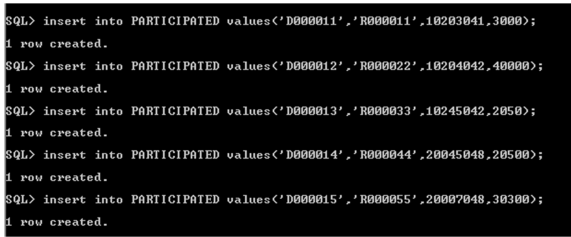 SQL> insert into PARTICIPATED values('D000011','R000011',10203041,3000);
1 row created.
SQL> insert into PARTICIPATED values('D000012','R000022',10204042,40000);
1 row created.
SQL> insert into PARTICIPATED values('D000013','R000033',10245042,2050);
1 row created.
SQL> insert into PARTICIPATED values('D000014','R000044',20045048,20500);
1 row created.
SQL> insert into PARTICIPATED values('D000015','R000055',20007048,30300);
1 row created.